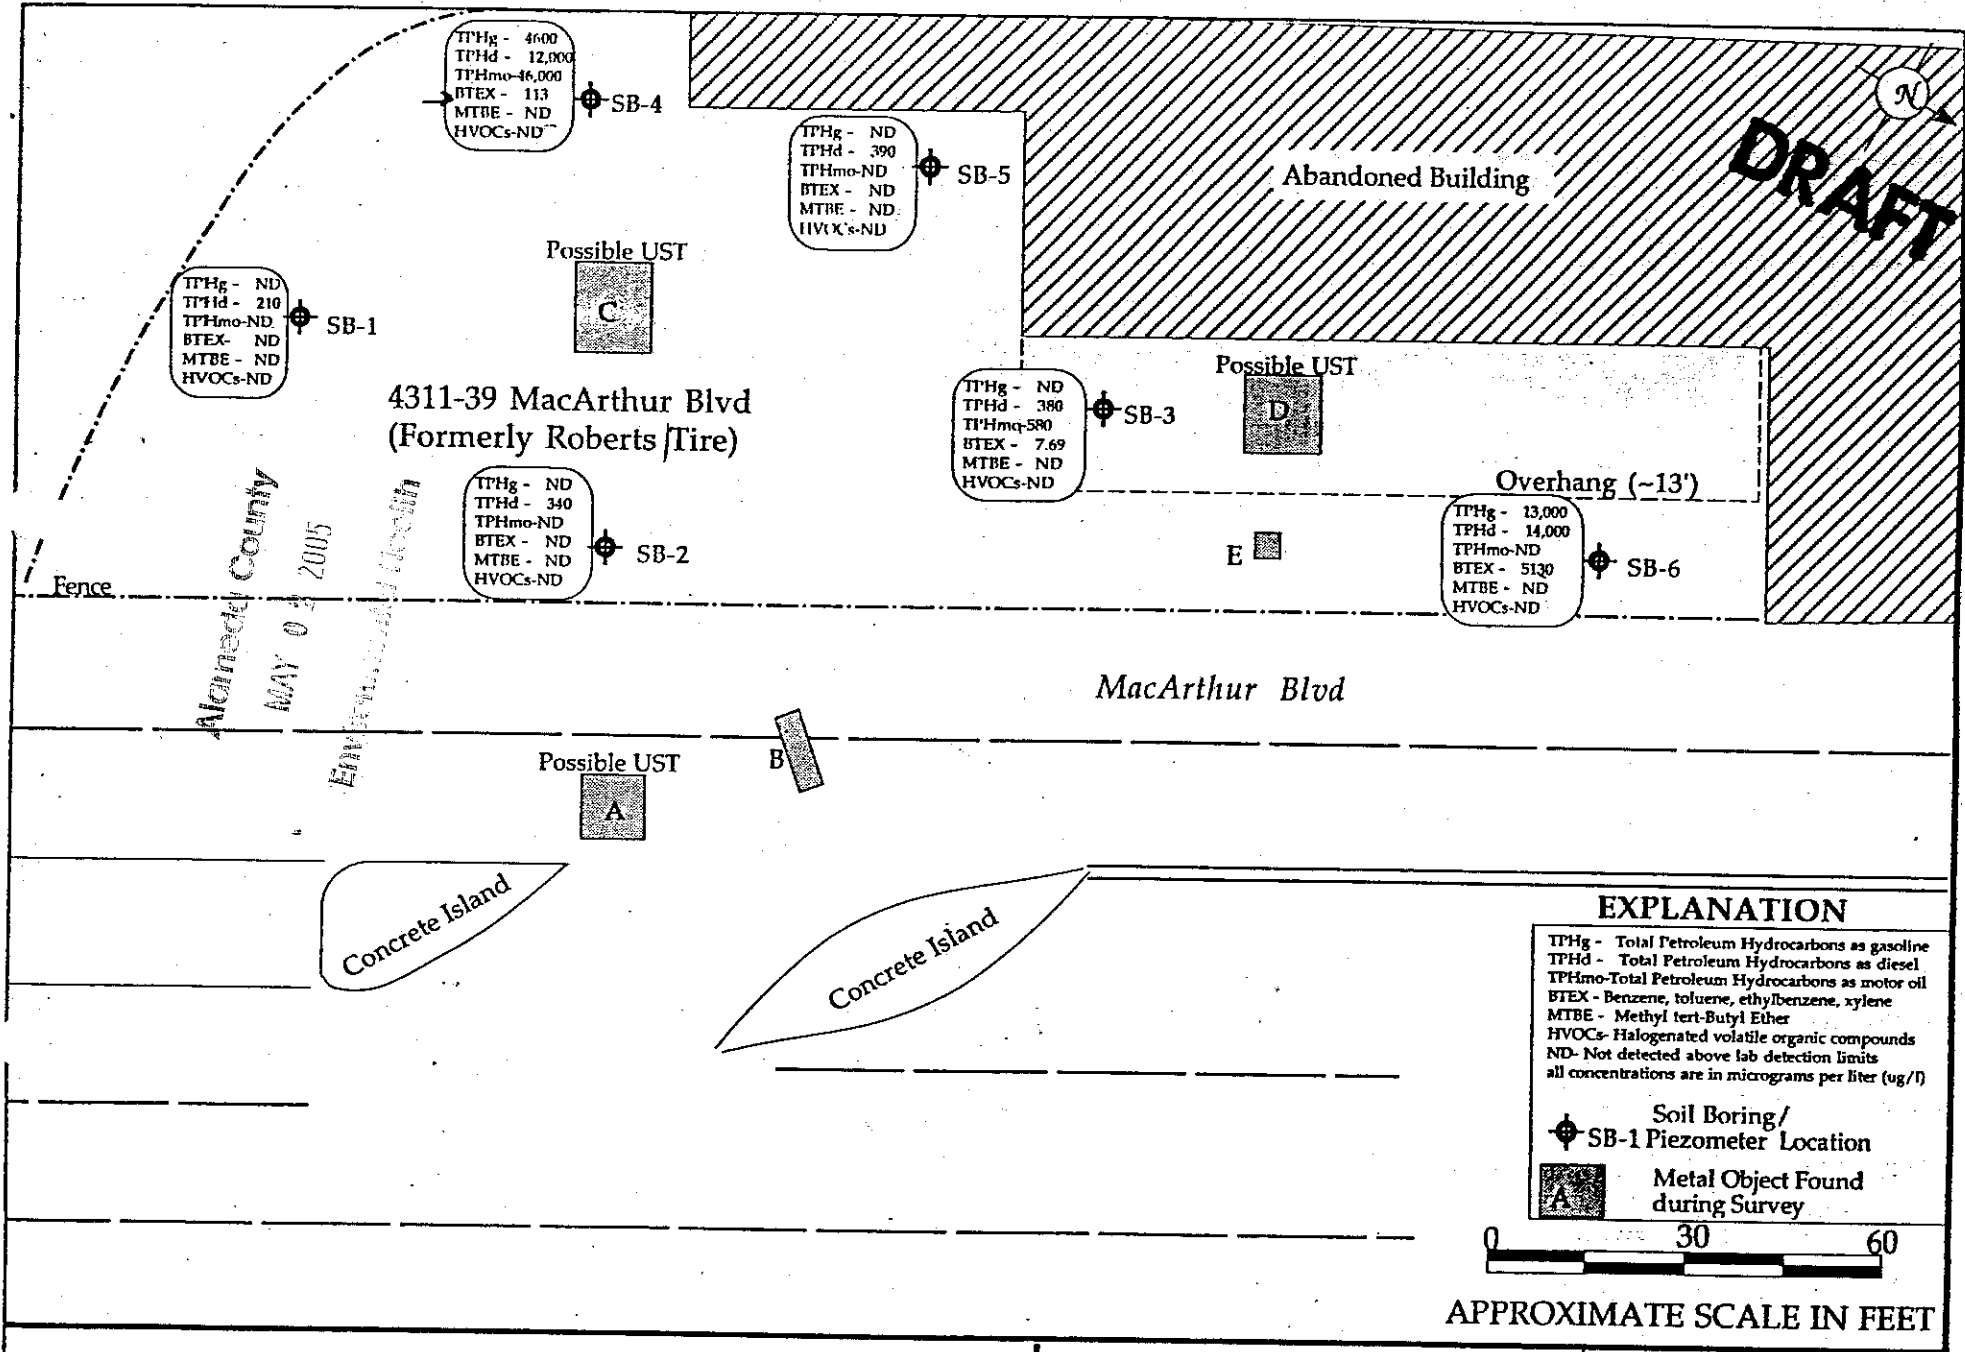 TPHg - 4600
TPHd - 12,000
TPHmo-46,000
BTEX - 113
MTBE - ND
HVOCs-ND
SB-4
TPHg - ND
TPHd - 390
TPHmo-ND
BTEX - ND
MTBE - ND
HVOCs-ND
SB-5
Abandoned Building
N
DRAFT
Possible UST
C
TPHg - ND
TPHd - 210
TPHmo-ND
BTEX- ND
MTBE - ND
HVOCs-ND
SB-1
4311-39 MacArthur Blvd
(Formerly Roberts Tire)
TPHg - ND
TPHd - 380
TPHmo-580
BTEX - 7.69
MTBE - ND
HVOCs-ND
SB-3
Possible UST
D
Overhang (~13')
TPHg - ND
TPHd - 340
TPHmo-ND
BTEX - ND
MTBE - ND
HVOCs-ND
SB-2
E
TPHg - 13,000
TPHd - 14,000
TPHmo-ND
BTEX - 5130
MTBE - ND
HVOCs-ND
SB-6
Fence
Alameda County
MAY 0 2005
Environmental Health
MacArthur Blvd
B
Possible UST
A
Concrete Island
Concrete Island
EXPLANATION
TPHg - Total Petroleum Hydrocarbons as gasoline
TPHd - Total Petroleum Hydrocarbons as diesel
TPHmo-Total Petroleum Hydrocarbons as motor oil
BTEX - Benzene, toluene, ethylbenzene, xylene
MTBE - Methyl tert-Butyl Ether
HVOCs- Halogenated volatile organic compounds
ND- Not detected above lab detection limits
all concentrations are in micrograms per liter (ug/l)
Soil Boring/
SB-1 Piezometer Location
A
Metal Object Found
during Survey
0 30 60
APPROXIMATE SCALE IN FEET